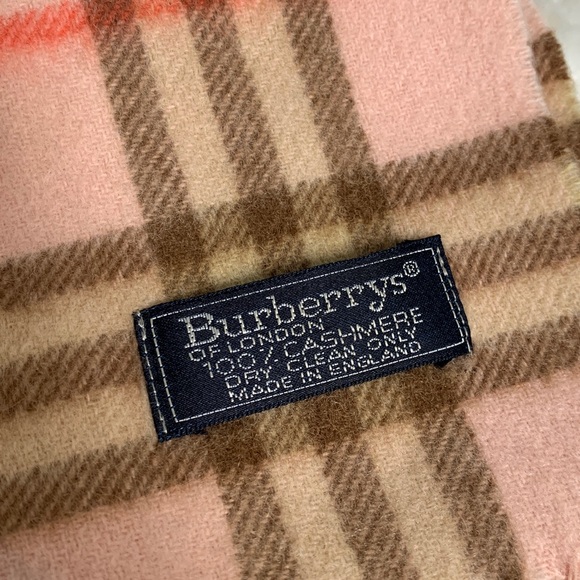 Burberrys®
OF LONDON
100% CASHMERE
DRY CLEAN ONLY
MADE IN ENGLAND